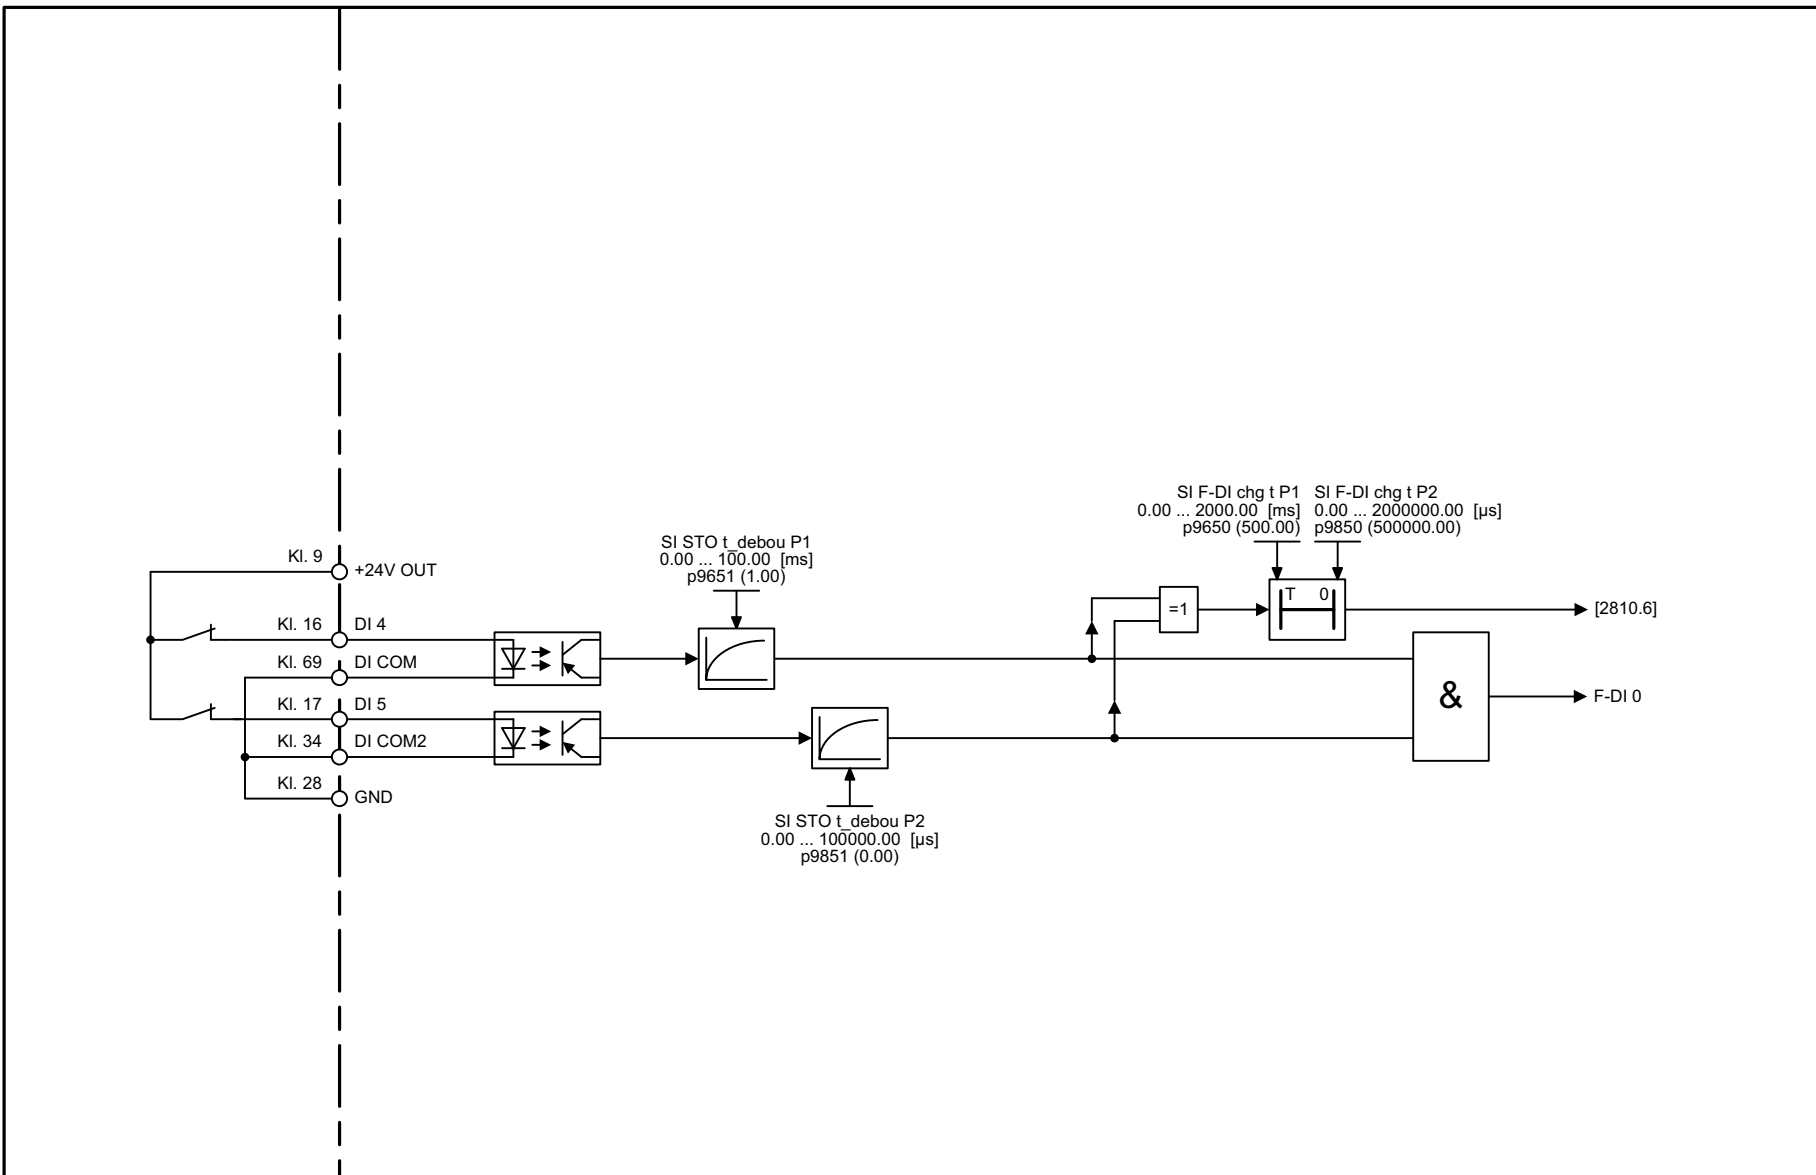 SI F-DI chg t P1
0.00 ... 2000.00 [ms]
p9650 (500.00)
SI F-DI chg t P2
0.00 ... 2000000.00 [µs]
p9850 (500000.00)
SI STO t_debou P1
0.00 ... 100.00 [ms]
p9651 (1.00)
Kl. 9
+24V OUT
T 0
=1
[2810.6]
Kl. 16 DI 4
Kl. 69 DI COM
Kl. 17 DI 5
&
F-DI 0
Kl. 34 DI COM2
Kl. 28 GND
SI STO t_debou P2
0.00 ... 100000.00 [µs]
p9851 (0.00)